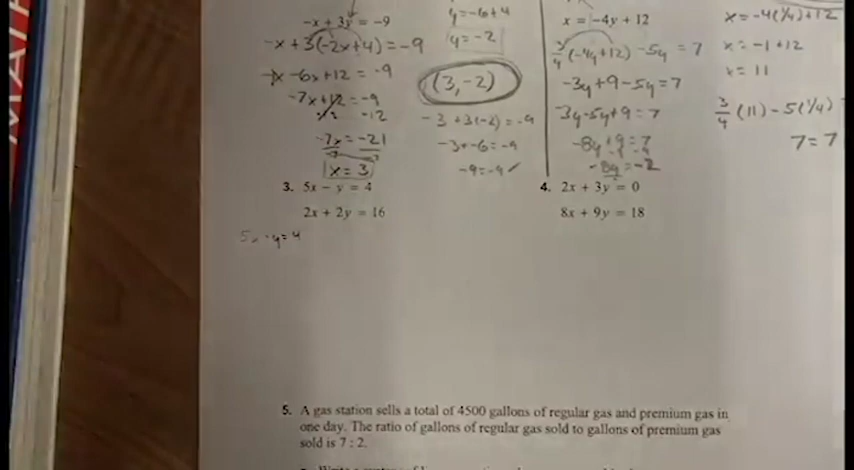 -x + 3y = -9
-x + 3(-2x+4) = -9
-x -6x+12 = -9
-7x+12 = -9
-12 -12
-7x = -21
x = 3
y = -6+4
y = -2
(3, -2)
-3 + 3(-2) = -9
-3+-6 = -9
-9 = -9 ✓
x = -4y + 12
3/4 (-4y+12) -5y = 7
-3y+9-5y = 7
-3y-5y+9 = 7
-8y+9 = 7
-8y = -2
x = -4(1/4)+12
x = -1+12
x = 11
3/4 (11) - 5(1/4)
7 = 7
3. 5x - y = 4
2x + 2y = 16
5x - y = 4
4. 2x + 3y = 0
8x + 9y = 18
5. A gas station sells a total of 4500 gallons of regular gas and premium gas in
one day. The ratio of gallons of regular gas sold to gallons of premium gas
sold is 7 : 2.
MATH